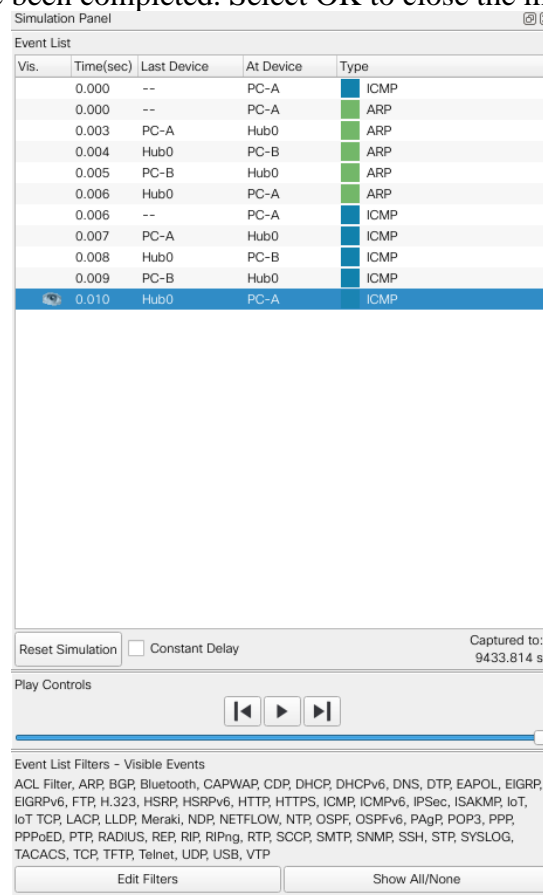 been completed. Select OK to close the
Simulation Panel
Event List
Vis. Time(sec) Last Device At Device Type
0.000 -- PC-A ICMP
0.000 -- PC-A ARP
0.003 PC-A Hub0 ARP
0.004 Hub0 PC-B ARP
0.005 PC-B Hub0 ARP
0.006 Hub0 PC-A ARP
0.006 -- PC-A ICMP
0.007 PC-A Hub0 ICMP
0.008 Hub0 PC-B ICMP
0.009 PC-B Hub0 ICMP
0.010 Hub0 PC-A ICMP
Reset Simulation Constant Delay Captured to:
9433.814 s
Play Controls
Event List Filters - Visible Events
ACL Filter, ARP, BGP, Bluetooth, CAPWAP, CDP, DHCP, DHCPv6, DNS, DTP, EAPOL, EIGRP,
EIGRPv6, FTP, H.323, HSRP, HSRPv6, HTTP, HTTPS, ICMP, ICMPv6, IPSec, ISAKMP, IoT,
IoT TCP, LACP, LLDP, Meraki, NDP, NETFLOW, NTP, OSPF, OSPFv6, PAgP, POP3, PPP,
PPPoED, PTP, RADIUS, REP, RIP, RIPng, RTP, SCCP, SMTP, SNMP, SSH, STP, SYSLOG,
TACACS, TCP, TFTP, Telnet, UDP, USB, VTP
Edit Filters Show All/None